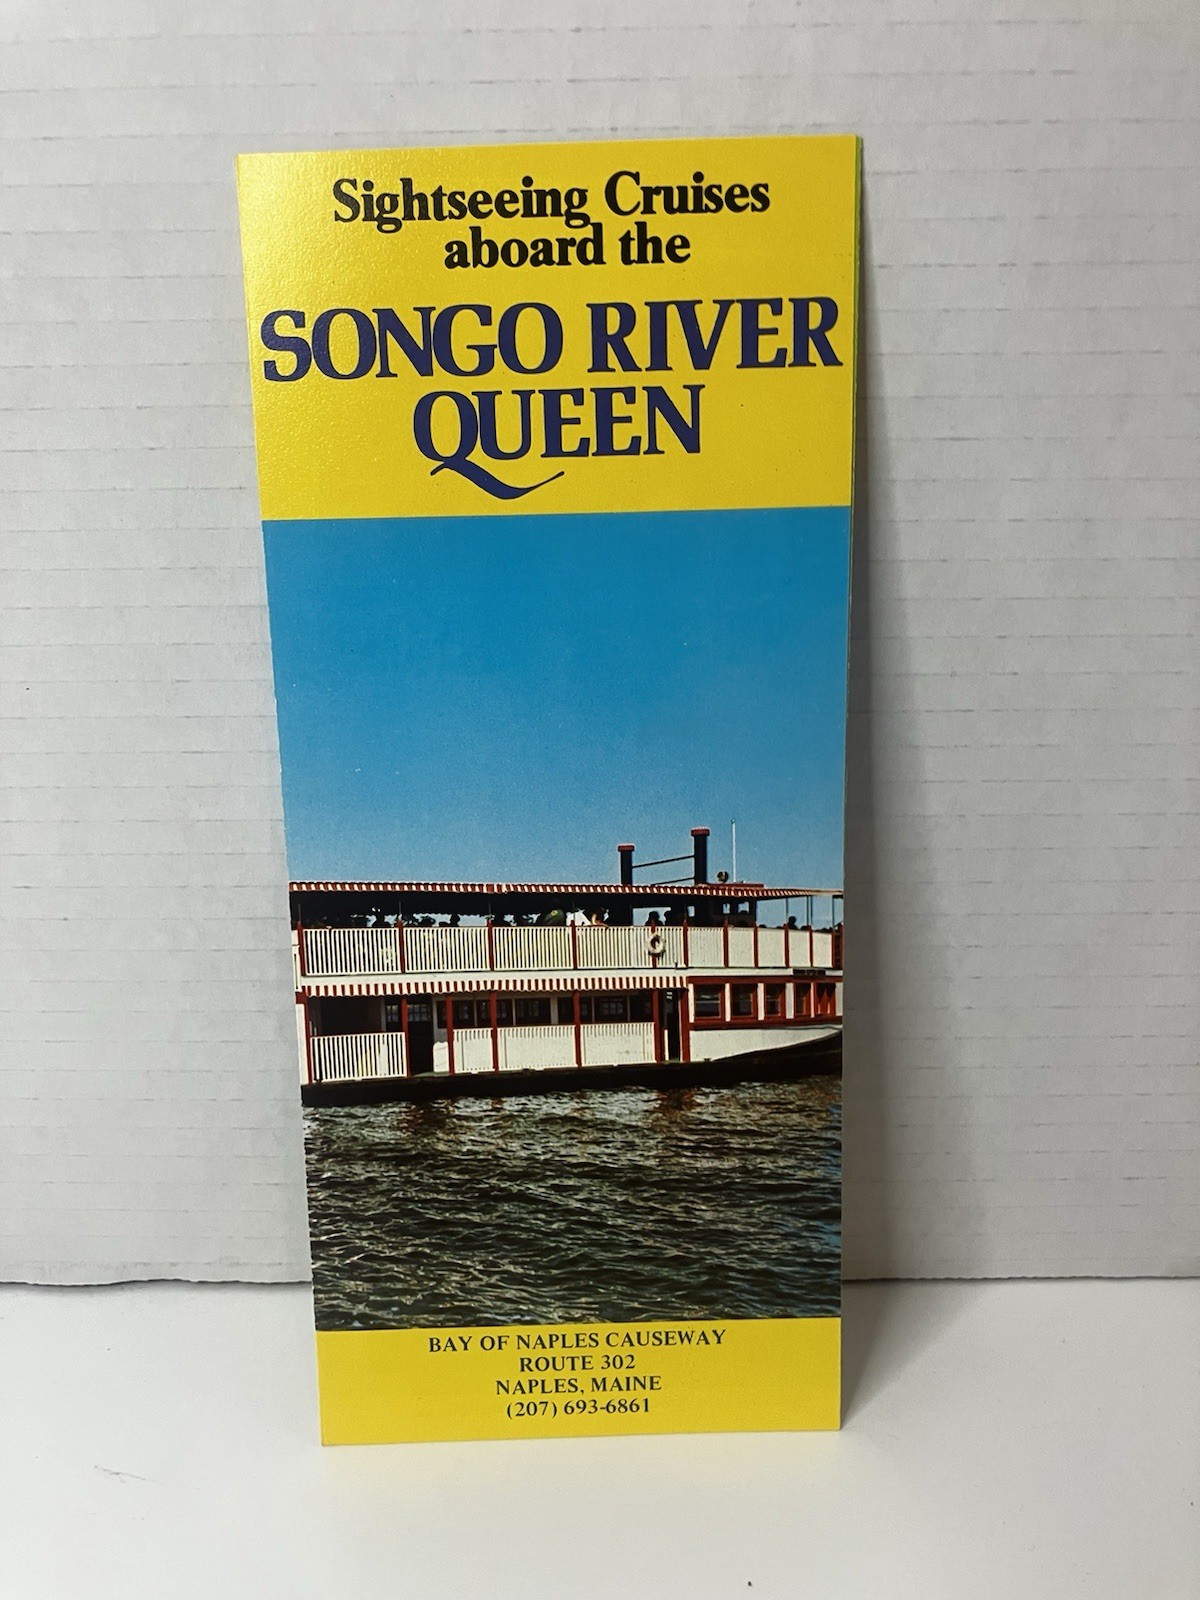 Sightseeing Cruises
aboard the
SONGO RIVER
QUEEN
BAY OF NAPLES CAUSEWAY
ROUTE 302
NAPLES, MAINE
(207) 693-6861